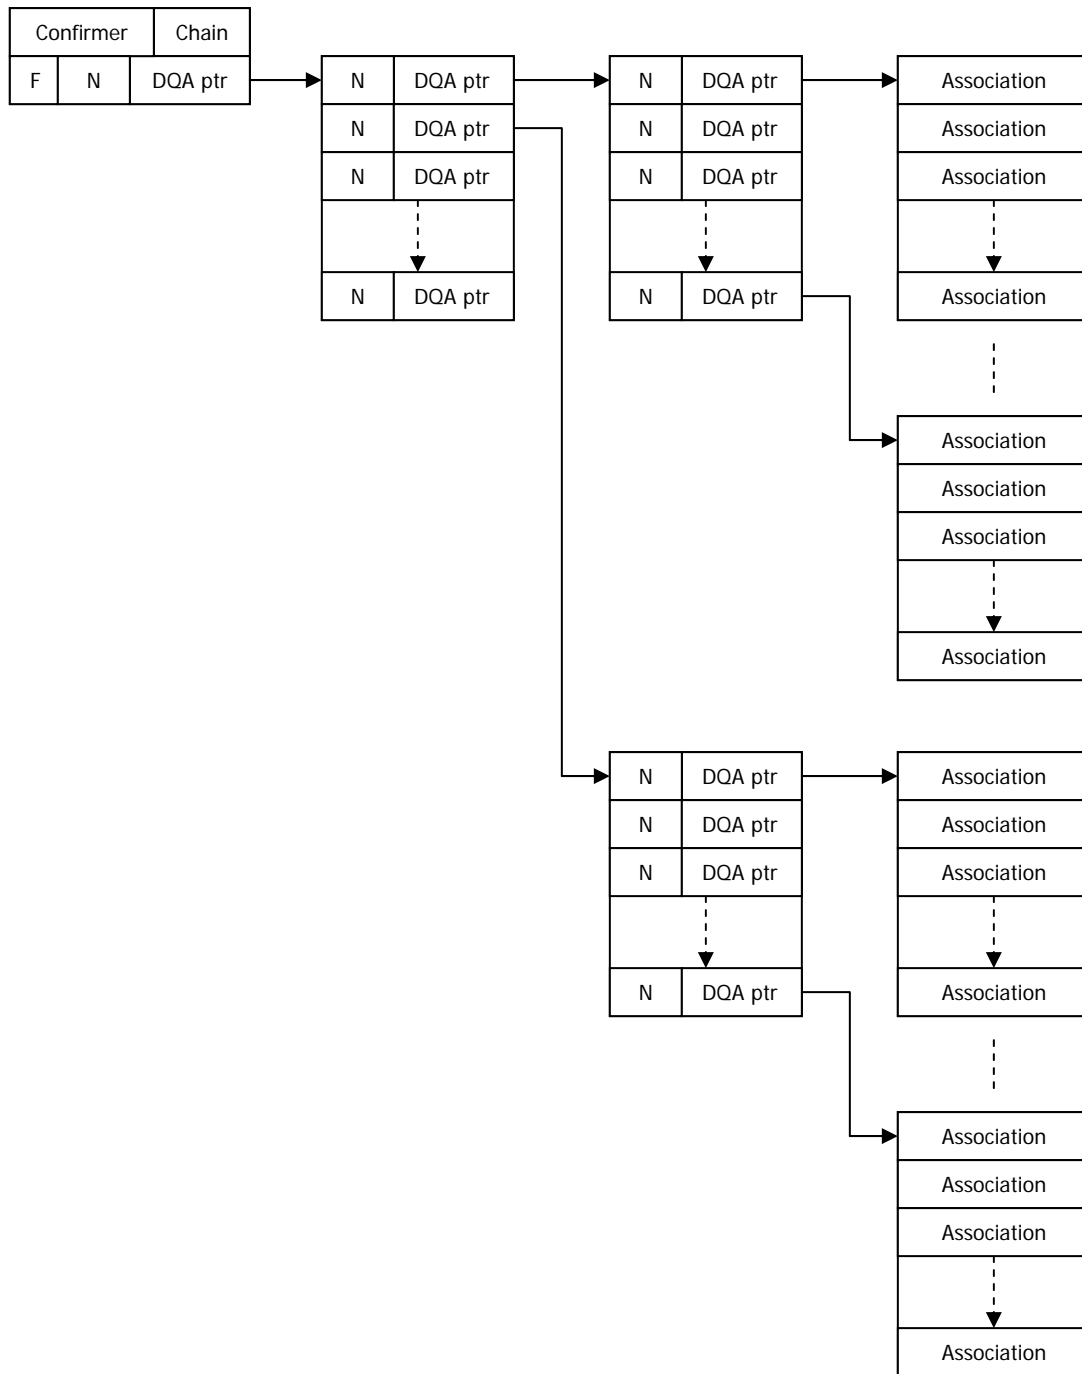 Confirmer Chain
F N DQA ptr N DQA ptr N DQA ptr Association
N DQA ptr N DQA ptr Association
N DQA ptr N DQA ptr Association
N DQA ptr N DQA ptr Association
Association
Association
Association
Association
N DQA ptr Association
N DQA ptr Association
N DQA ptr Association
N DQA ptr Association
Association
Association
Association
Association